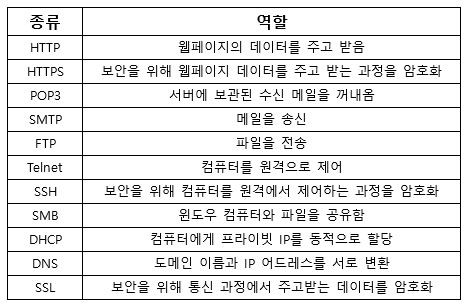 종류 역할
HTTP 웹페이지의 데이터를 주고 받음
HTTPS 보안을 위해 웹페이지 데이터를 주고 받는 과정을 암호화
POP3 서버에 보관된 수신 메일을 꺼내옴
SMTP 메일을 송신
FTP 파일을 전송
Telnet 컴퓨터를 원격으로 제어
SSH 보안을 위해 컴퓨터를 원격에서 제어하는 과정을 암호화
SMB 윈도우 컴퓨터와 파일을 공유함
DHCP 컴퓨터에게 프라이빗 IP를 동적으로 할당
DNS 도메인 이름과 IP 어드레스를 서로 변환
SSL 보안을 위해 통신 과정에서 주고받는 데이터를 암호화